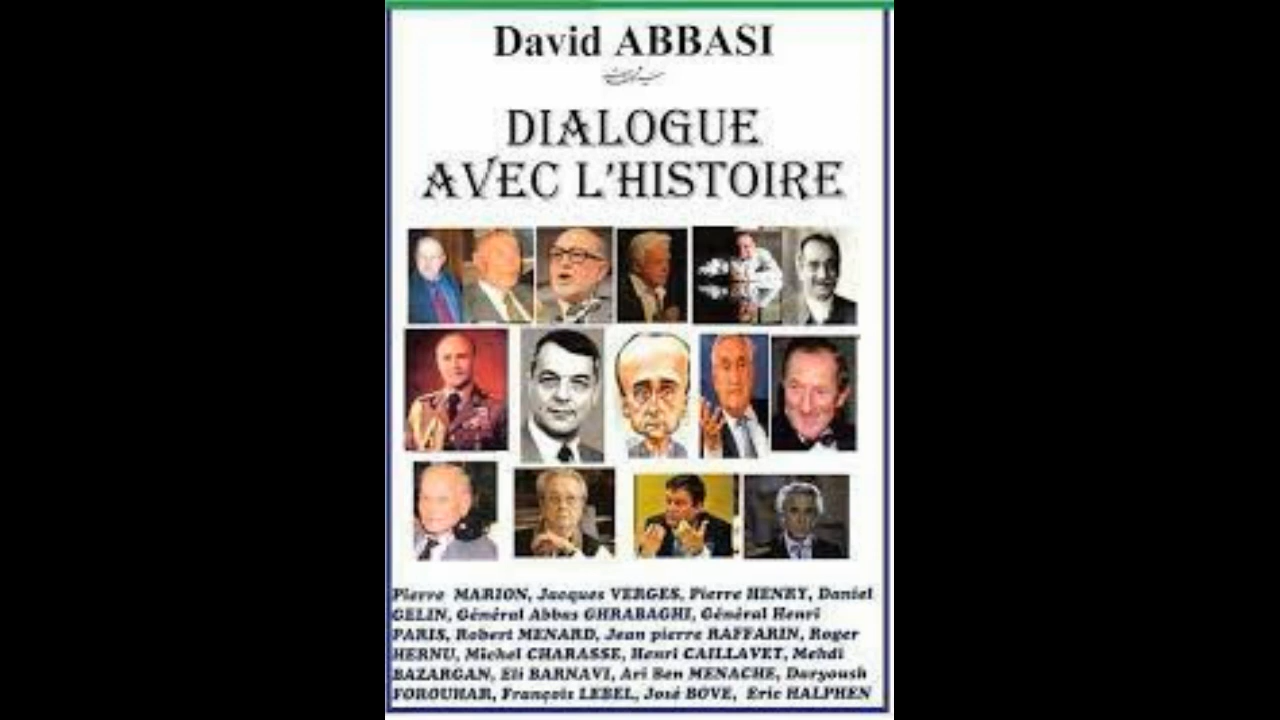 David ABBASI
DIALOGUE
AVEC L'HISTOIRE
Pierre MARION, Jacques VERGES, Pierre HENRY, Daniel
GELIN, Général Abbas GHRABAGHI, Général Henri
PARIS, Robert MENARD, Jean pierre RAFFARIN, Roger
HERNU, Michel CHARASSE, Henri CAILLAVET, Mehdi
BAZARGAN, Eli BARNAVI, Ari Ben MENACHE, Daryoush
FOROUHAR, François LEBEL, José BOVE, Eric HALPHEN